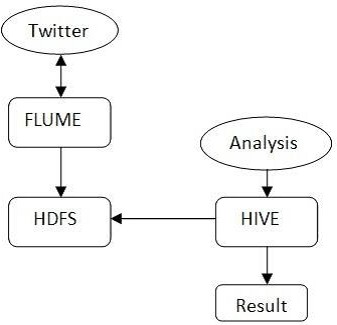 Twitter
FLUME
Analysis
HDFS
HIVE
Result